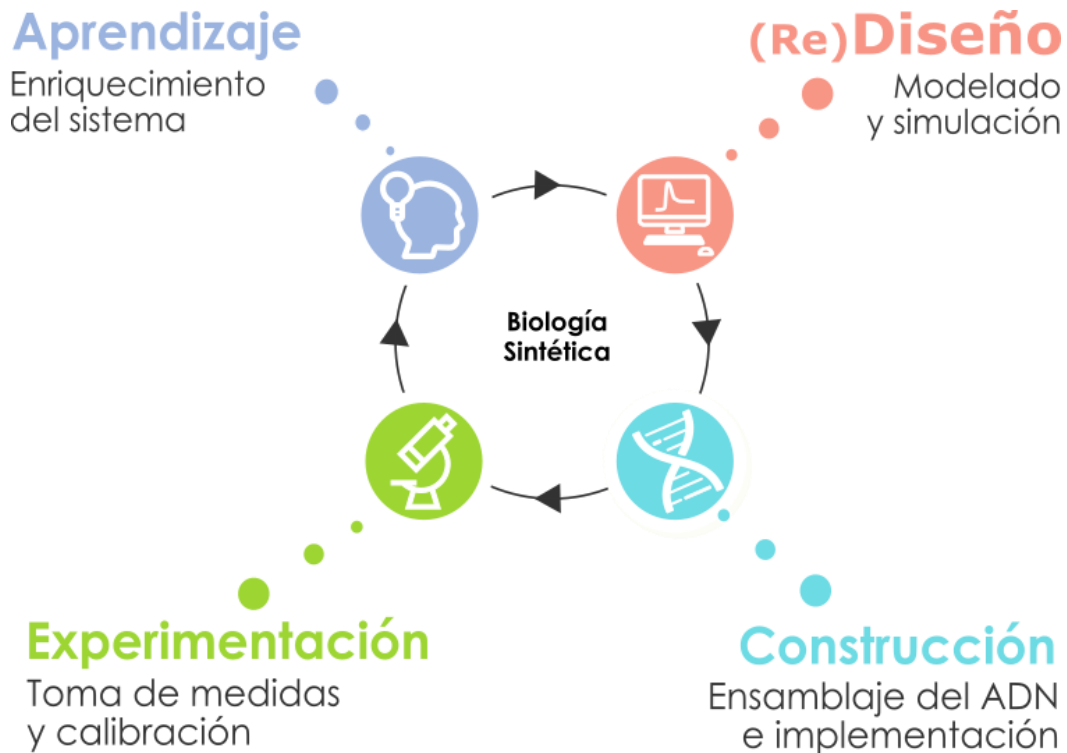 Aprendizaje
Enriquecimiento
del sistema
(Re)Diseño
Modelado
y simulación
Biología
Sintética
Experimentación
Toma de medidas
y calibración
Construcción
Ensamblaje del ADN
e implementación